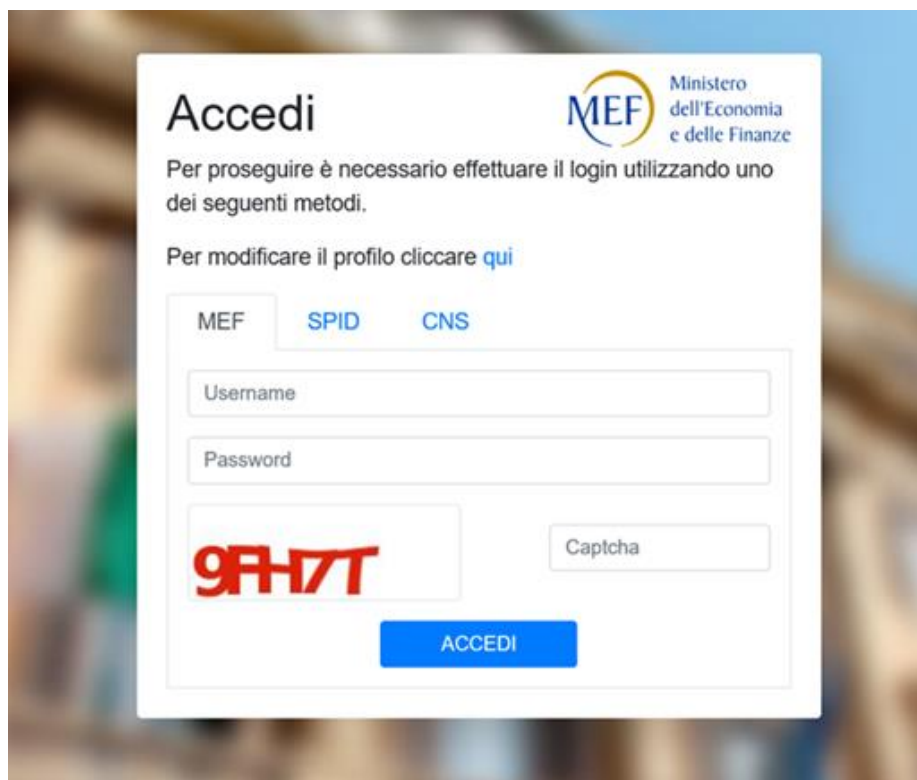 Accedi
MEF
Ministero
dell'Economia
e delle Finanze
Per proseguire è necessario effettuare il login utilizzando uno
dei seguenti metodi.
Per modificare il profilo cliccare qui
MEF SPID CNS
Username
Password
9FH7T Captcha
ACCEDI